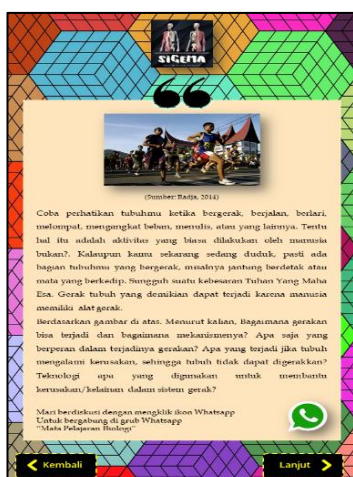 SIGEMA
(Sumber: Radja, 2014)
Coba perhatikan tubuhmu ketika bergerak, berjalan, berlari,
melompat, mengangkat beban, menulis, atau yang lainnya. Tentu
hal itu adalah aktivitas yang biasa dilakukan oleh manusia
bukan?. Kalaupun kamu sekarang sedang duduk, pasti ada
bagian tubuhmu yang bergerak, misalnya jantung berdetak atau
mata yang berkedip. Sungguh suatu kebesaran Tuhan Yang Maha
Esa. Gerak tubuh yang demikian dapat terjadi karena manusia
memiliki alat gerak.
Berdasarkan gambar di atas. Menurut kalian, Bagaimana gerakan
bisa terjadi dan bagaimana mekanismenya? Apa saja yang
berperan dalam terjadinya gerakan? Apa yang terjadi jika tubuh
mengalami kerusakan, sehingga tubuh tidak dapat digerakkan?
Teknologi apa yang digunakan untuk membantu
kerusakan/kelainan dalam sistem gerak?
Mari berdiskusi dengan mengklik ikon Whatsapp
Untuk bergabung di grub Whatsapp
"Mata Pelajaran Biologi"
Kembali
Lanjut